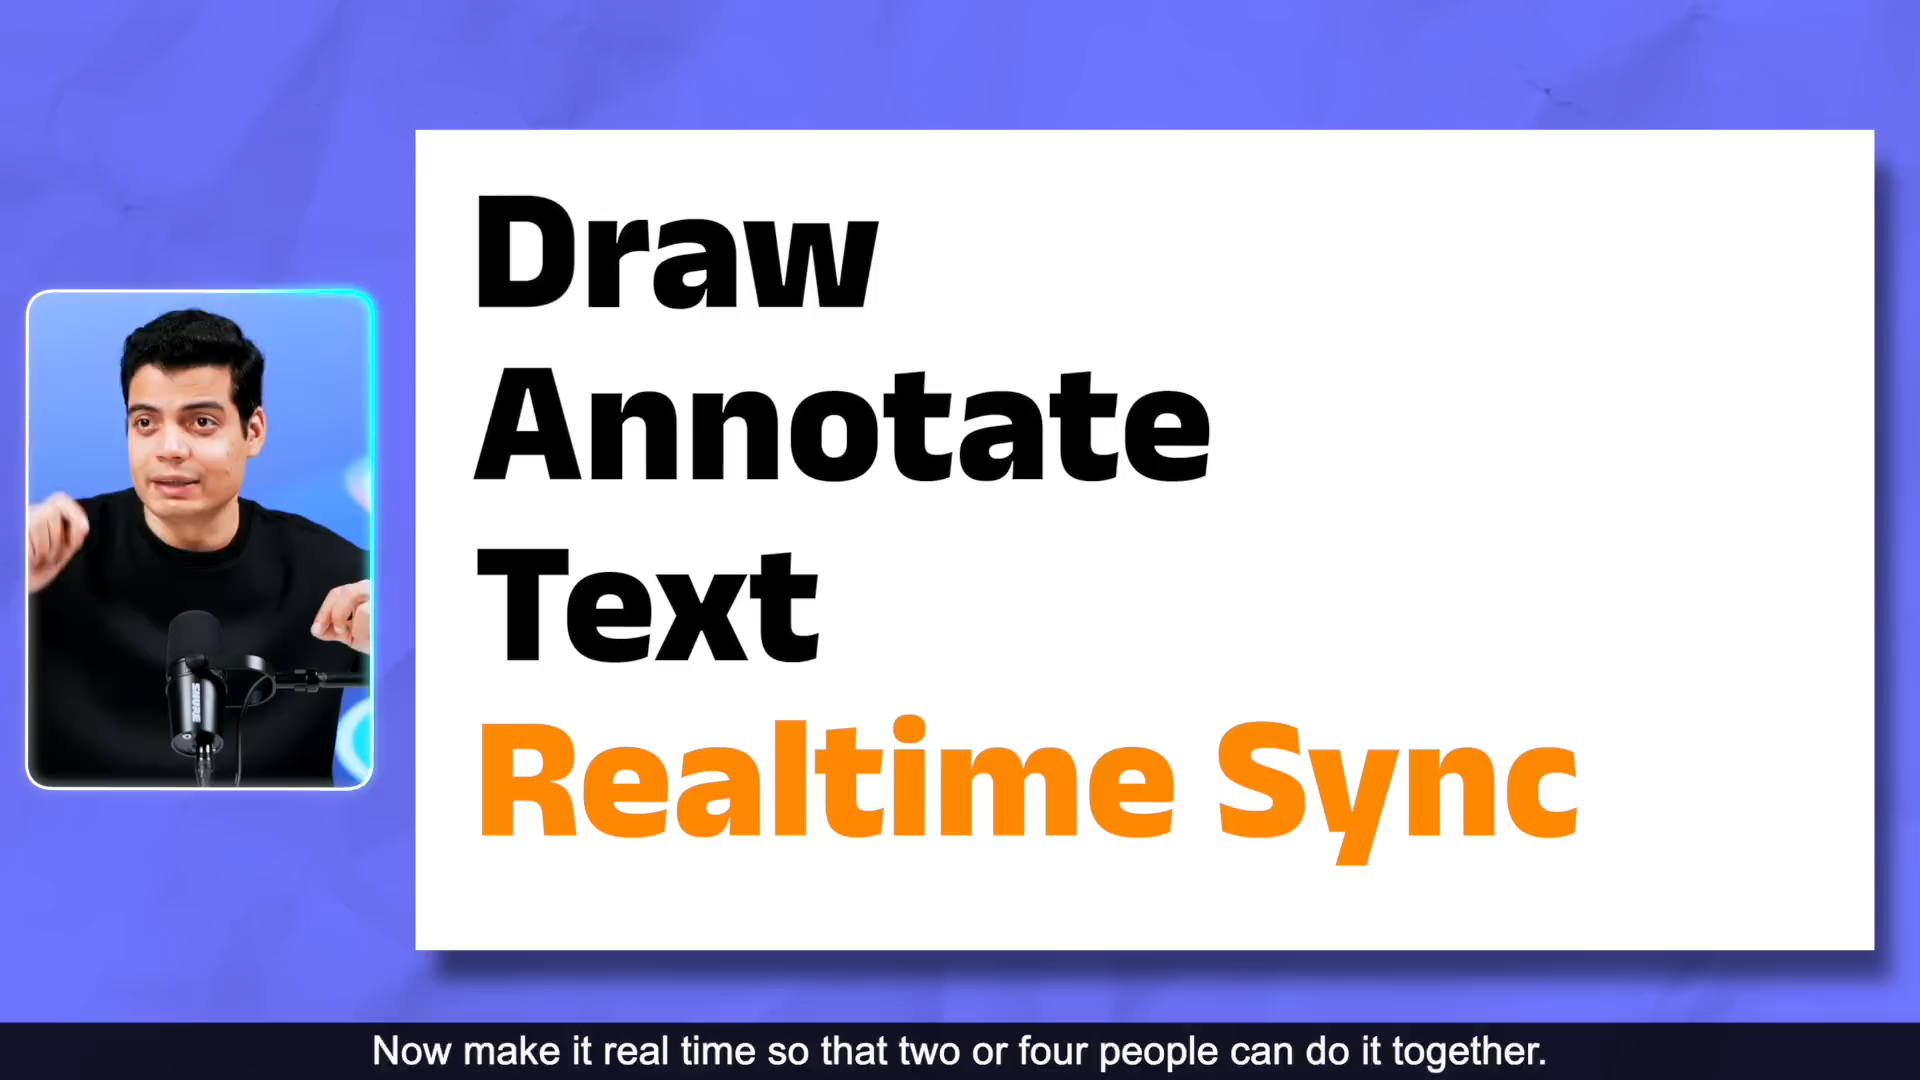 Draw
Annotate
Text
Realtime Sync
SHURE
Now make it real time so that two or four people can do it together.